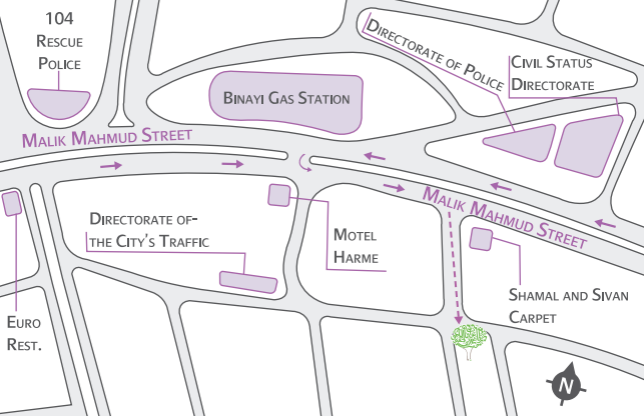 104
RESCUE
POLICE
MALIK MAHMUD STREET
BINAYI GAS STATION
DIRECTORATE OF POLICE
CIVIL STATUS
DIRECTORATE
MALIK MAHMUD STREET
DIRECTORATE OF-
THE CITY'S TRAFFIC
MOTEL
HARME
SHAMAL AND SIVAN
CARPET
EURO
REST.
N